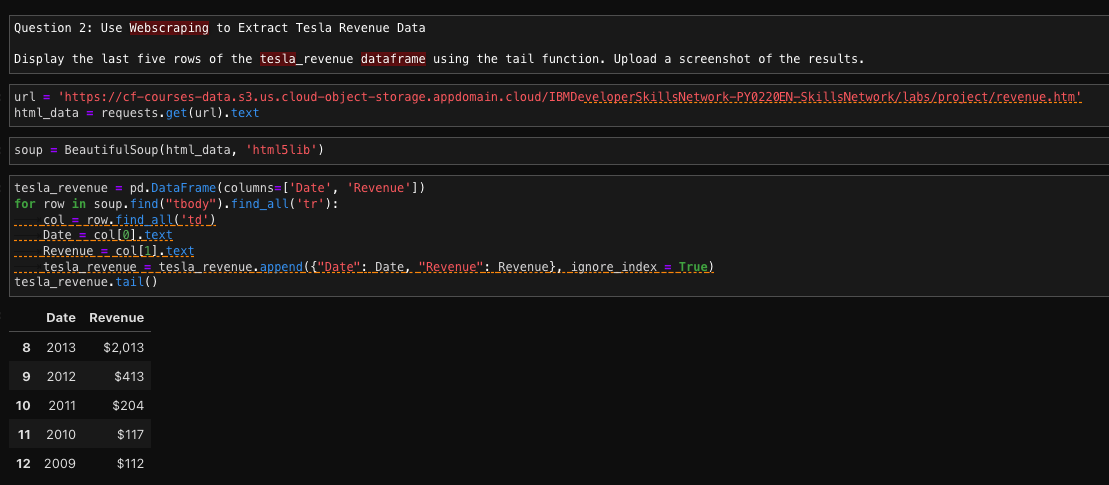 Question 2: Use Webscraping to Extract Tesla Revenue Data
Display the last five rows of the tesla_revenue dataframe using the tail function. Upload a screenshot of the results.
url = 'https://cf-courses-data.s3.us.cloud-object-storage.appdomain.cloud/IBMDeveloperSkillsNetwork-PY0220EN-SkillsNetwork/labs/project/revenue.htm'
html_data = requests.get(url).text
soup = BeautifulSoup(html_data, 'html5lib')
tesla_revenue = pd.DataFrame(columns=['Date', 'Revenue'])
for row in soup.find("tbody").find_all('tr'):
    col = row.find_all('td')
    Date = col[0].text
    Revenue = col[1].text
    tesla_revenue = tesla_revenue.append({"Date": Date, "Revenue": Revenue}, ignore_index = True)
tesla_revenue.tail()
Date Revenue
8 2013 $2,013
9 2012 $413
10 2011 $204
11 2010 $117
12 2009 $112